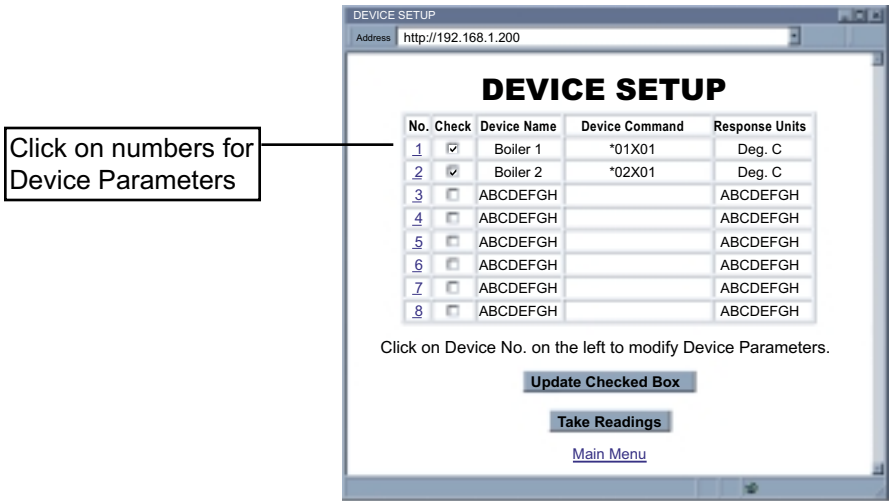 DEVICE SETUP
Address http://192.168.1.200
DEVICE SETUP
No. Check Device Name Device Command Response Units
1 Boiler 1 *01X01 Deg. C
2 Boiler 2 *02X01 Deg. C
3 ABCDEFGH ABCDEFGH
4 ABCDEFGH ABCDEFGH
5 ABCDEFGH ABCDEFGH
6 ABCDEFGH ABCDEFGH
7 ABCDEFGH ABCDEFGH
8 ABCDEFGH ABCDEFGH
Click on numbers for
Device Parameters
Click on Device No. on the left to modify Device Parameters.
Update Checked Box
Take Readings
Main Menu